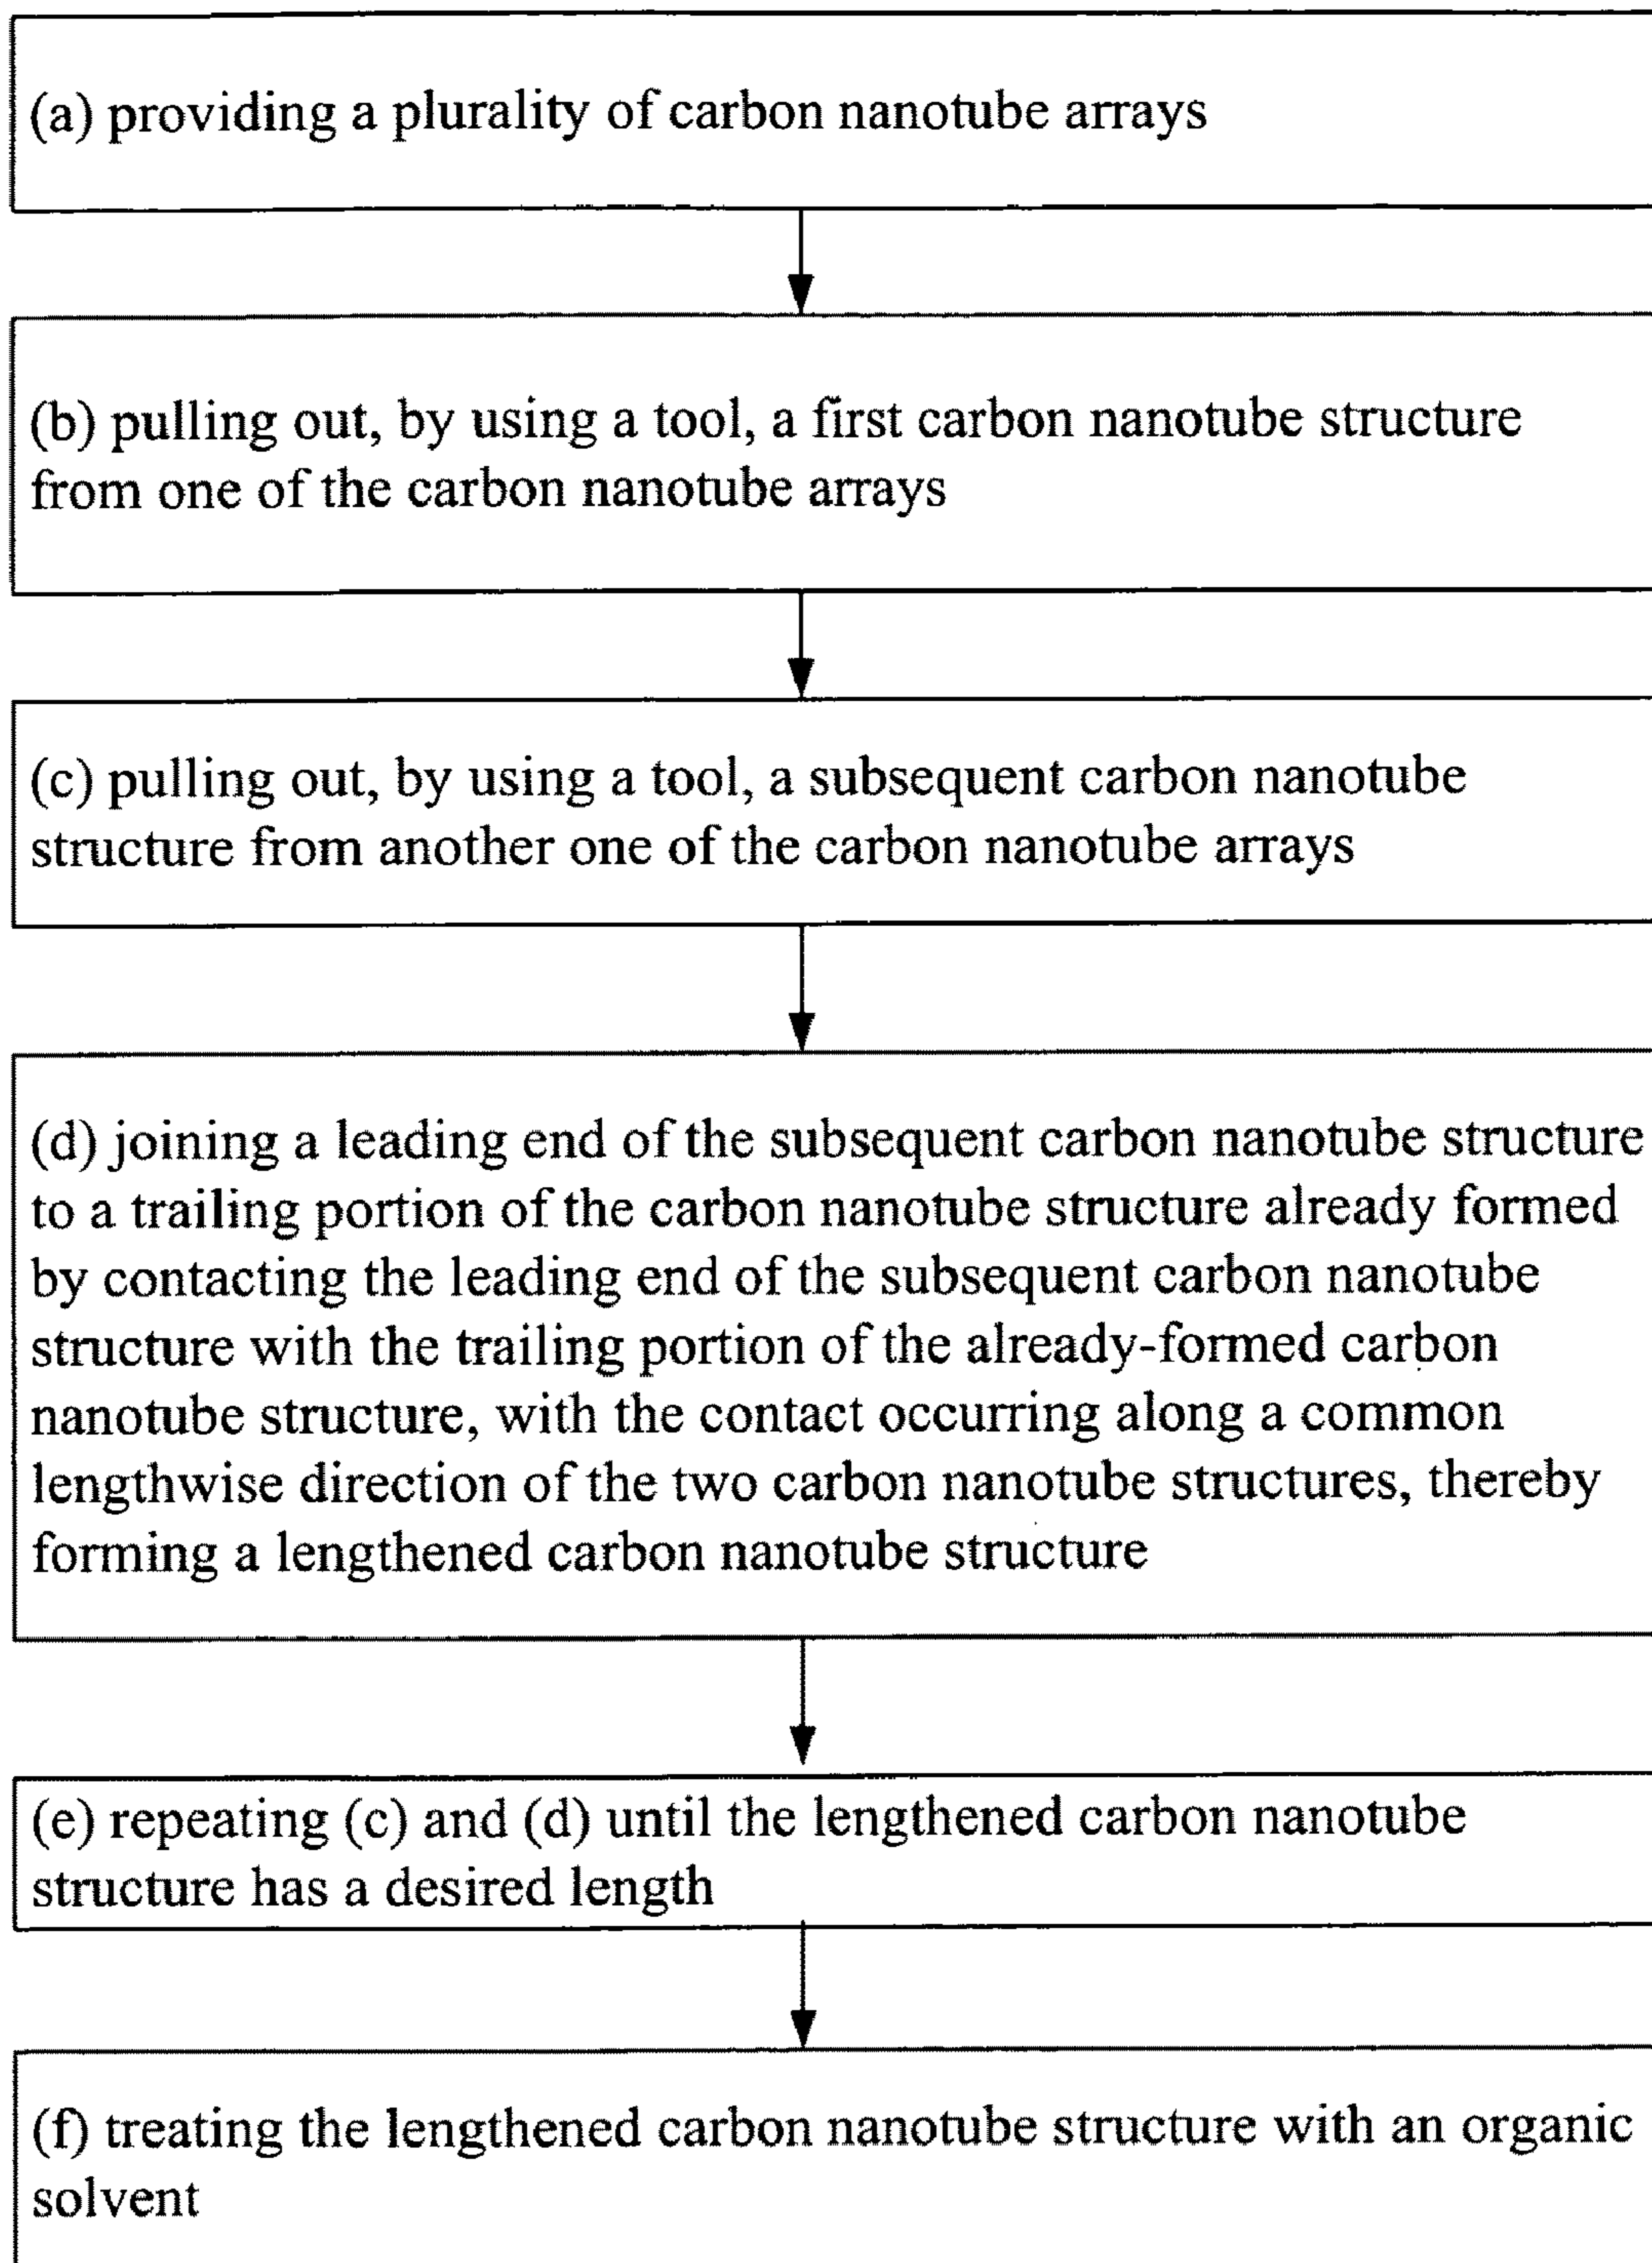 (a) providing a plurality of carbon nanotube arrays
(b) pulling out, by using a tool, a first carbon nanotube structure
from one of the carbon nanotube arrays
(c) pulling out, by using a tool, a subsequent carbon nanotube
structure from another one of the carbon nanotube arrays
(d) joining a leading end of the subsequent carbon nanotube structure
to a trailing portion of the carbon nanotube structure already formed
by contacting the leading end of the subsequent carbon nanotube
structure with the trailing portion of the already-formed carbon
nanotube structure, with the contact occurring along a common
lengthwise direction of the two carbon nanotube structures, thereby
forming a lengthened carbon nanotube structure
(e) repeating (c) and (d) until the lengthened carbon nanotube
structure has a desired length
(f) treating the lengthened carbon nanotube structure with an organic
solvent